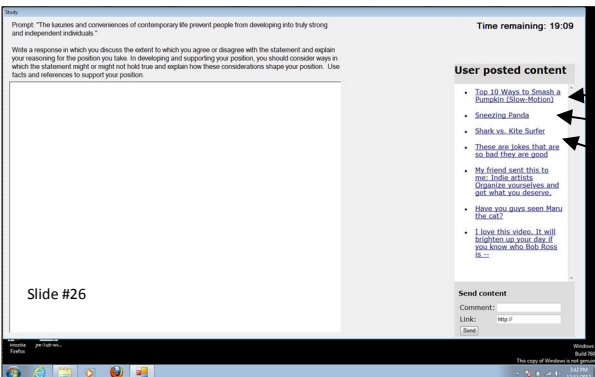 Study
Prompt: "The luxuries and conveniences of contemporary life prevent people from developing into truly strong
and independent individuals."
Time remaining: 19:09
Write a response in which you discuss the extent to which you agree or disagree with the statement and explain
your reasoning for the position you take. In developing and supporting your position, you should consider ways in
which the statement might or might not hold true and explain how these considerations shape your position. Use
facts and references to support your position.
User posted content
Top 10 Ways to Smash a
Pumpkin (Slow-Motion)
Sneezing Panda
Shark vs. Kite Surfer
These are jokes that are
so bad they are good
My friend sent this to
me: Indie artists
Organize yourselves and
get what you deserve.
Have you guys seen Maru
the cat?
I love this video. It will
brighten up your day if
you know who Bob Ross
is --
Slide #26
Send content
Comment:
Link: http://
Send
Mozilla
Firefox
Windows
Build 760
This copy of Windows is not genuin
3:42 PM